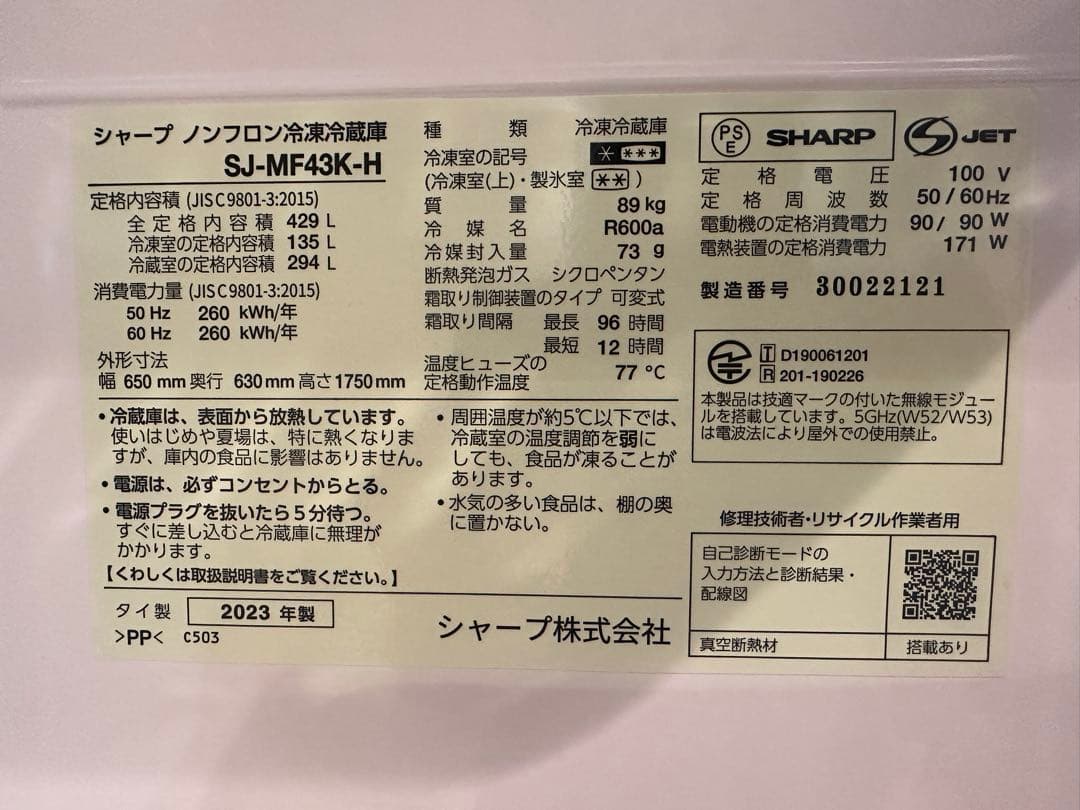 シャープ ノンフロン冷凍冷蔵庫
SJ-MF43K-H
定格内容積 (JIS C 9801-3:2015)
全定格内容積 429 L
冷凍室の定格内容積 135 L
冷蔵室の定格内容積 294 L
消費電力量 (JIS C 9801-3:2015)
50 Hz 260 kWh/年
60 Hz 260 kWh/年
外形寸法
幅 650 mm 奥行 630 mm 高さ 1750 mm
種類 冷凍冷蔵庫
冷凍室の記号 * ***
(冷凍室(上)・製氷室 ** )
質量 89 kg
冷媒名 R600a
冷媒封入量 73 g
断熱発泡ガス シクロペンタン
霜取り制御装置のタイプ 可変式
霜取り間隔 最長 96 時間
最短 12 時間
温度ヒューズの
定格動作温度 77 ℃
PSE SHARP S JET
定格電圧 100 V
定格周波数 50/60Hz
電動機の定格消費電力 90/ 90 W
電熱装置の定格消費電力 171 W
製造番号 30022121
T D190061201
R 201-190226
本製品は技適マークの付いた無線モジュー
ルを搭載しています。5GHz(W52/W53)
は電波法により屋外での使用禁止。
・冷蔵庫は、表面から放熱しています。
使いはじめや夏場は、特に熱くなりま
すが、庫内の食品に影響はありません。
・電源は、必ずコンセントからとる。
・電源プラグを抜いたら5分待つ。
すぐに差し込むと冷蔵庫に無理が
かかります。
・周囲温度が約5℃以下では、
冷蔵室の温度調節を弱に
しても、食品が凍ることが
あります。
・水気の多い食品は、棚の奥
に置かない。
【くわしくは取扱説明書をご覧ください。】
タイ製 2023 年製
>PP< C503
シャープ株式会社
修理技術者・リサイクル作業者用
自己診断モードの
入力方法と診断結果・
配線図
真空断熱材 搭載あり